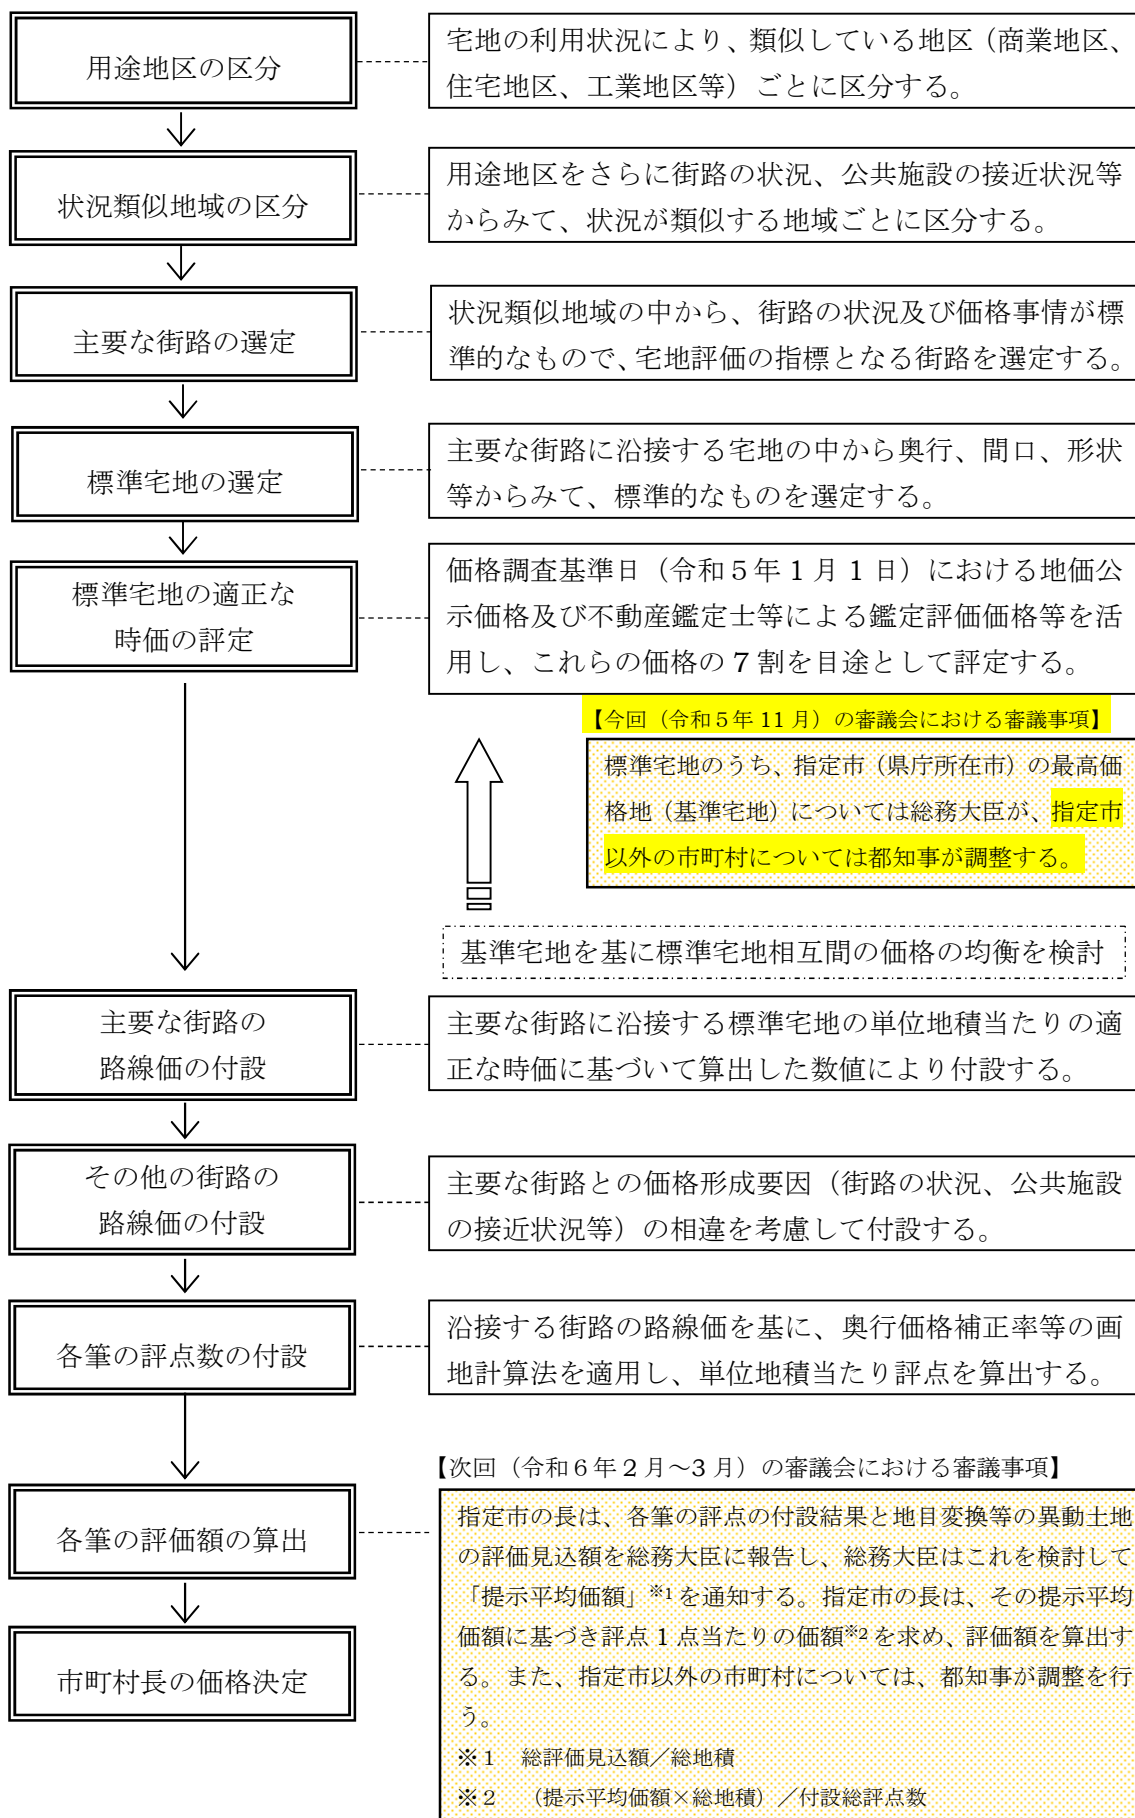 用途地区の区分
宅地の利用状況により、類似している地区（商業地区、
住宅地区、工業地区等）ごとに区分する。
状況類似地域の区分
用途地区をさらに街路の状況、公共施設の接近状況等
からみて、状況が類似する地域ごとに区分する。
主要な街路の選定
状況類似地域の中から、街路の状況及び価格事情が標
準的なもので、宅地評価の指標となる街路を選定する。
標準宅地の選定
主要な街路に沿接する宅地の中から奥行、間口、形状
等からみて、標準的なものを選定する。
標準宅地の適正な
時価の評定
価格調査基準日（令和５年１月１日）における地価公
示価格及び不動産鑑定士等による鑑定評価価格等を活
用し、これらの価格の７割を目途として評定する。
【今回（令和５年 11 月）の審議会における審議事項】
標準宅地のうち、指定市（県庁所在市）の最高価
格地（基準宅地）については総務大臣が、指定市
以外の市町村については都知事が調整する。
基準宅地を基に標準宅地相互間の価格の均衡を検討
主要な街路の
路線価の付設
主要な街路に沿接する標準宅地の単位地積当たりの適
正な時価に基づいて算出した数値により付設する。
その他の街路の
路線価の付設
主要な街路との価格形成要因（街路の状況、公共施設
の接近状況等）の相違を考慮して付設する。
各筆の評点数の付設
沿接する街路の路線価を基に、奥行価格補正率等の画
地計算法を適用し、単位地積当たり評点を算出する。
【次回（令和６年２月～３月）の審議会における審議事項】
各筆の評価額の算出
指定市の長は、各筆の評点の付設結果と地目変換等の異動土地
の評価見込額を総務大臣に報告し、総務大臣はこれを検討して
「提示平均価額」※1 を通知する。指定市の長は、その提示平均
価額に基づき評点１点当たりの価額※2 を求め、評価額を算出す
る。また、指定市以外の市町村については、都知事が調整を行
う。
※１　総評価見込額／総地積
※２　（提示平均価額×総地積）／付設総評点数
市町村長の価格決定